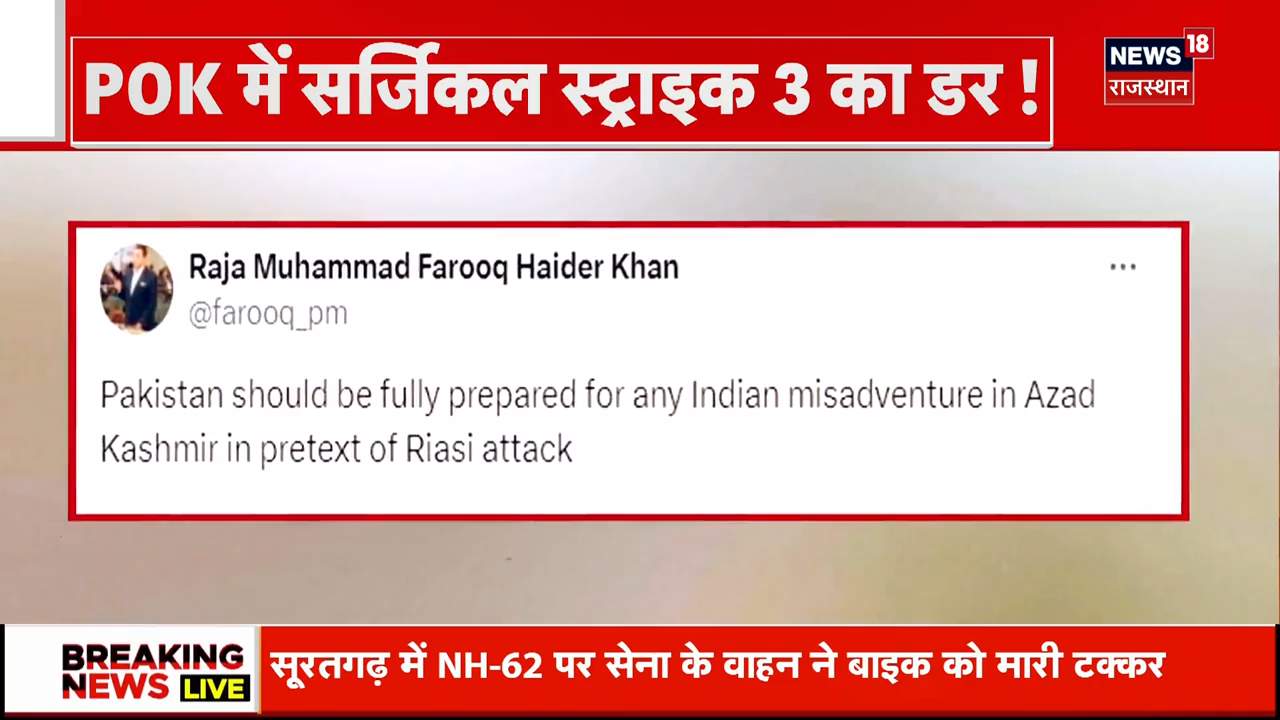 POK में सर्जिकल स्ट्राइक 3 का डर !
NEWS 18
राजस्थान
Raja Muhammad Farooq Haider Khan
@farooq_pm
Pakistan should be fully prepared for any Indian misadventure in Azad
Kashmir in pretext of Riasi attack
BREAKING
NEWS LIVE
सूरतगढ़ में NH-62 पर सेना के वाहन ने बाइक को मारी टक्कर